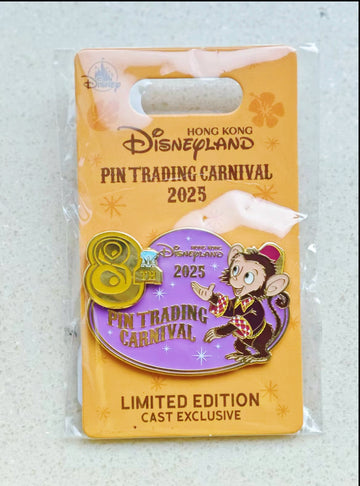 Disney
HONG KONG
DISNEYLAND
PIN TRADING CARNIVAL
2025
8
TH
HONG KONG
DISNEYLAND
2025
PIN TRADING
CARNIVAL
LIMITED EDITION
CAST EXCLUSIVE